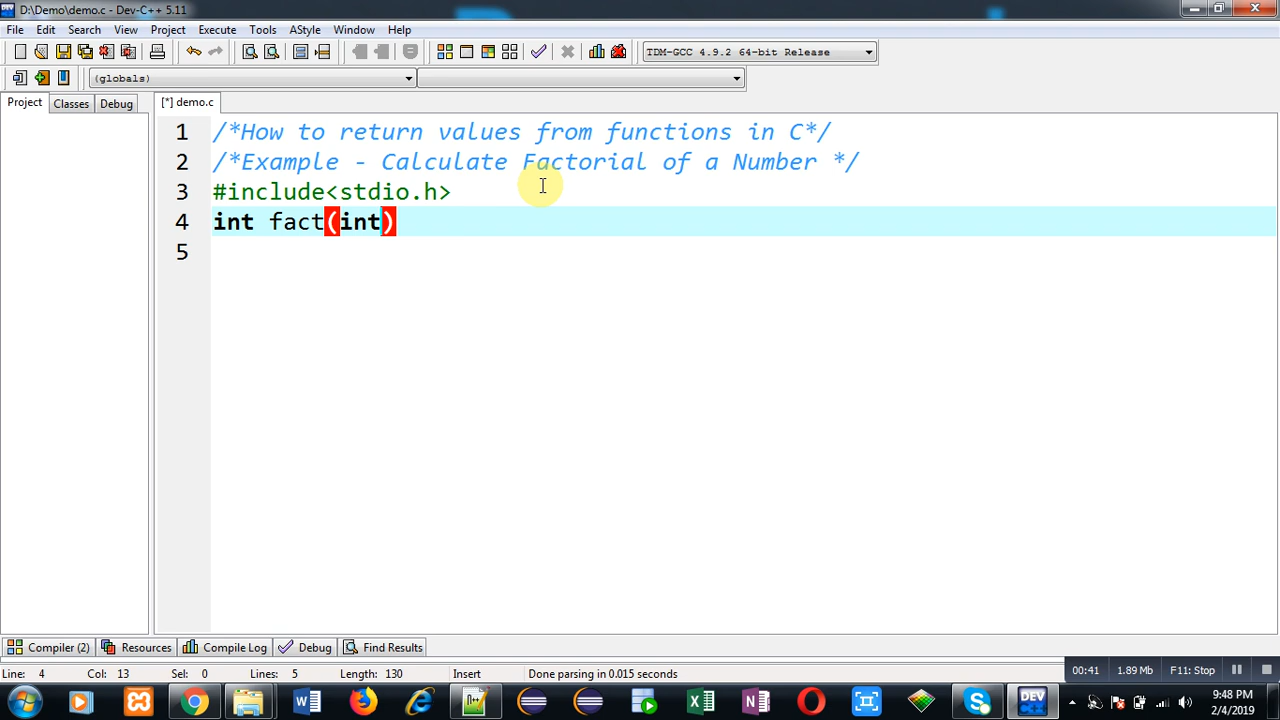 D:\Demo\demo.c - Dev-C++ 5.11
File Edit Search View Project Execute Tools AStyle Window Help
TDM-GCC 4.9.2 64-bit Release
(globals)
Project Classes Debug [*] demo.c
1 /*How to return values from functions in C*/
2 /*Example - Calculate Factorial of a Number */
3 #include<stdio.h>
4 int fact(int)
5
Compiler (2) Resources Compile Log Debug Find Results
Line: 4 Col: 13 Sel: 0 Lines: 5 Length: 130 Insert Done parsing in 0.015 seconds
00:41 1.89 Mb F11: Stop
9:48 PM
2/4/2019